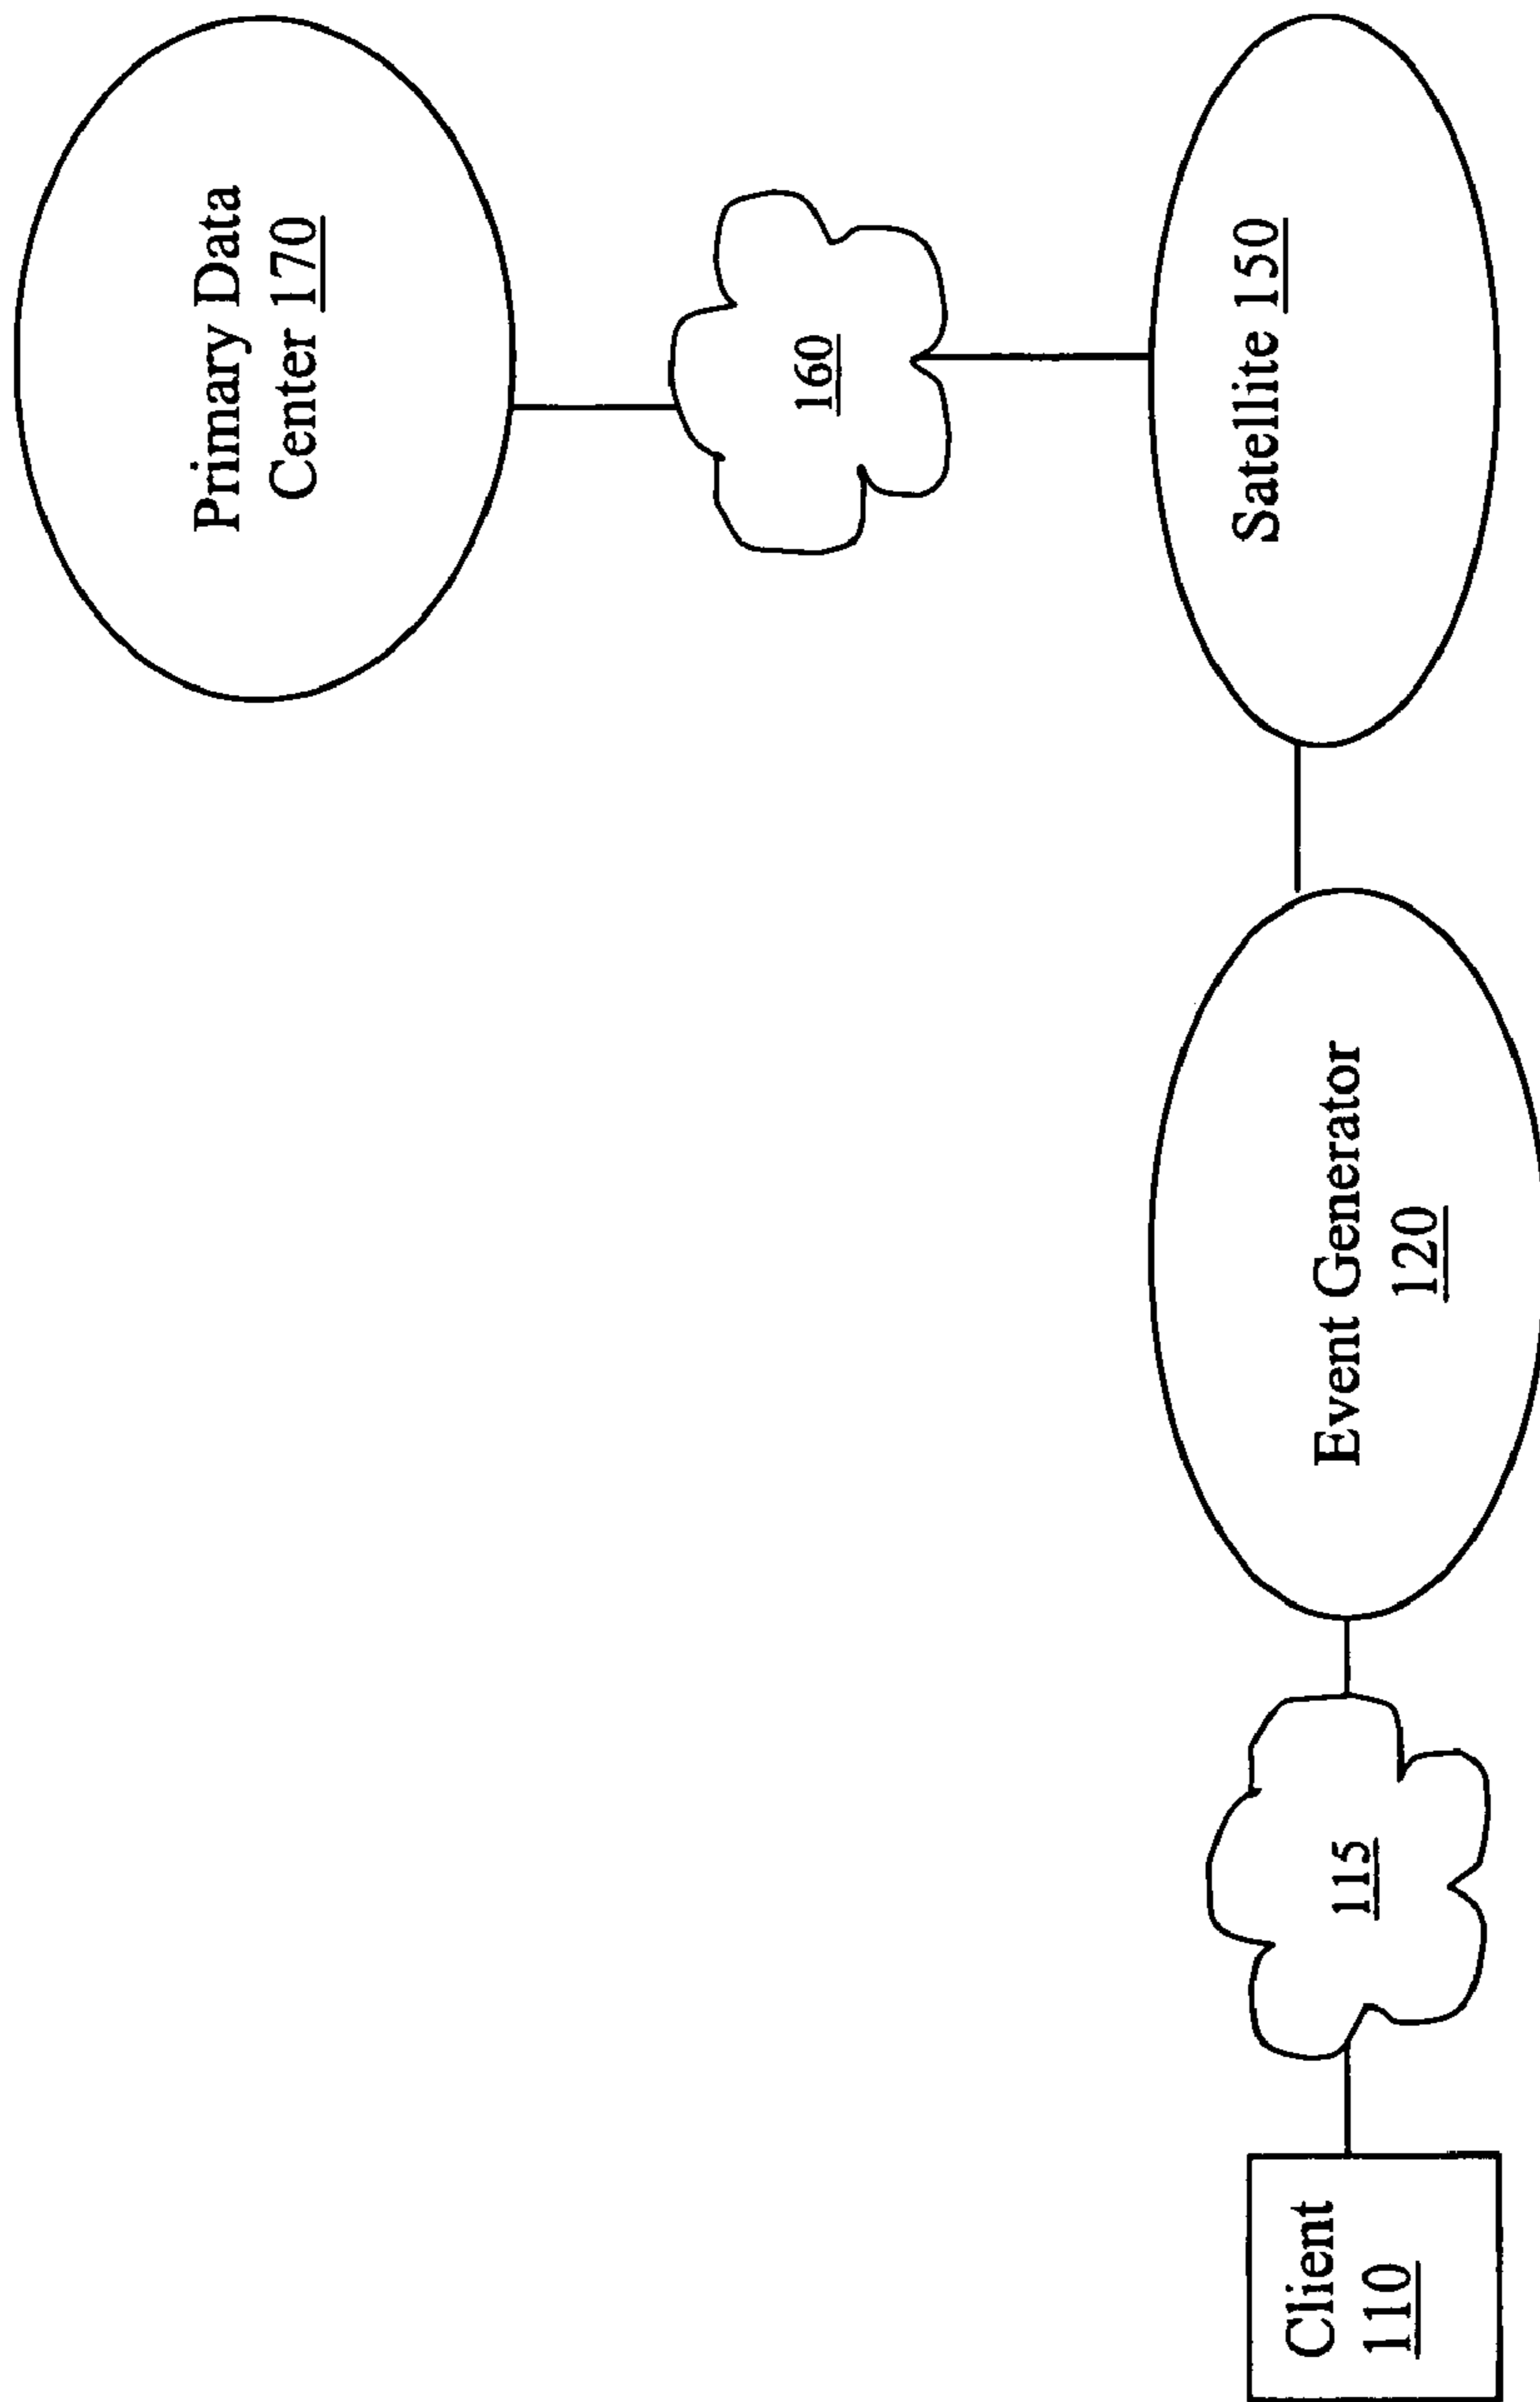 Primary Data
Center 170
160
Satellite 150
Event Generator
120
115
Client
110